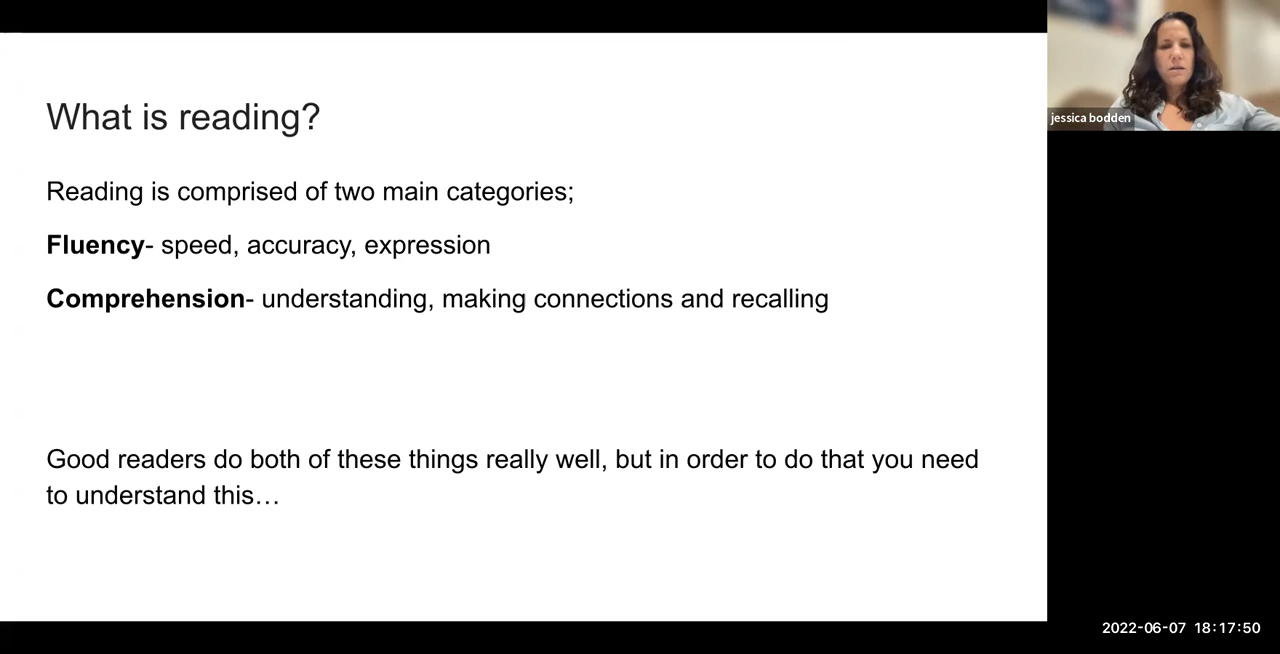 What is reading?
Reading is comprised of two main categories;
Fluency- speed, accuracy, expression
Comprehension- understanding, making connections and recalling
Good readers do both of these things really well, but in order to do that you need
to understand this…
jessica bodden
2022-06-07 18:17:50